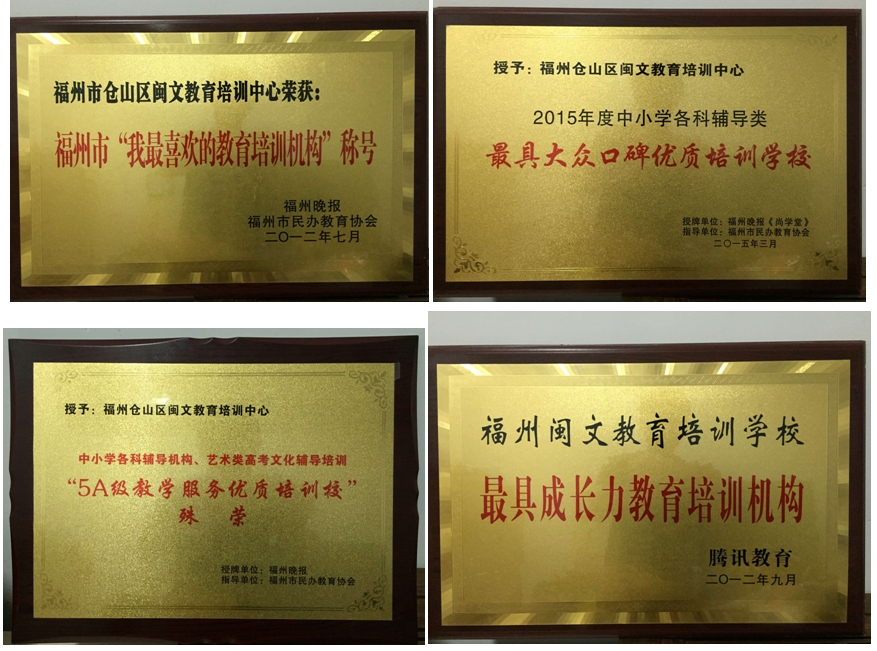 福州市仓山区闽文教育培训中心荣获:
福州市“我最喜欢的教育培训机构”称号
福州晚报
福州市民办教育协会
二〇一二年七月
授予:福州仓山区闽文教育培训中心
2015年度中小学各科辅导类
最具大众口碑优质培训学校
授牌单位:福州晚报《尚学堂》
指导单位:福州市民办教育协会
二〇一五年三月
授予:福州仓山区闽文教育培训中心
中小学各科辅导机构、艺术类高考文化辅导培训
“5A级教学服务优质培训校”
殊 荣
授牌单位:福州晚报
指导单位:福州市民办教育协会
福州闽文教育培训学校
最具成长力教育培训机构
腾讯教育
二〇一二年九月